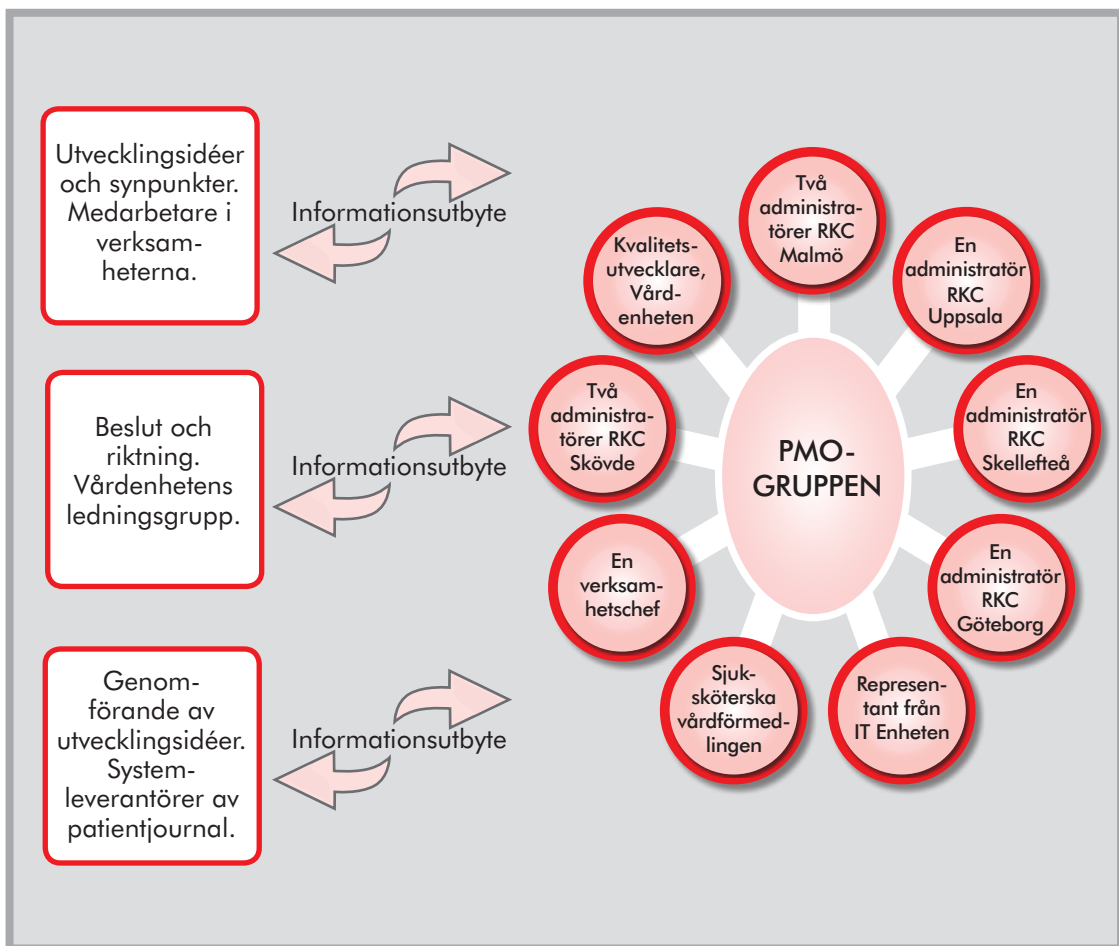 Utvecklingsidéer
och synpunkter.
Medarbetare i
verksam-
heterna.
Informationsutbyte
Beslut och
riktning.
Vårdenhetens
ledningsgrupp.
Informationsutbyte
Genom-
förande av
utvecklingsidéer.
System-
leverantörer av
patientjournal.
Informationsutbyte
PMO-
GRUPPEN
Två
administra-
törer RKC
Malmö
En
administratör
RKC
Uppsala
En
administratör
RKC
Skellefteå
En
administratör
RKC
Göteborg
Represen-
tant från
IT Enheten
Sjuk-
sköterska
vårdförmed-
lingen
En
verksam-
hetschef
Två
administra-
törer RKC
Skövde
Kvalitets-
utvecklare,
Vård-
enheten